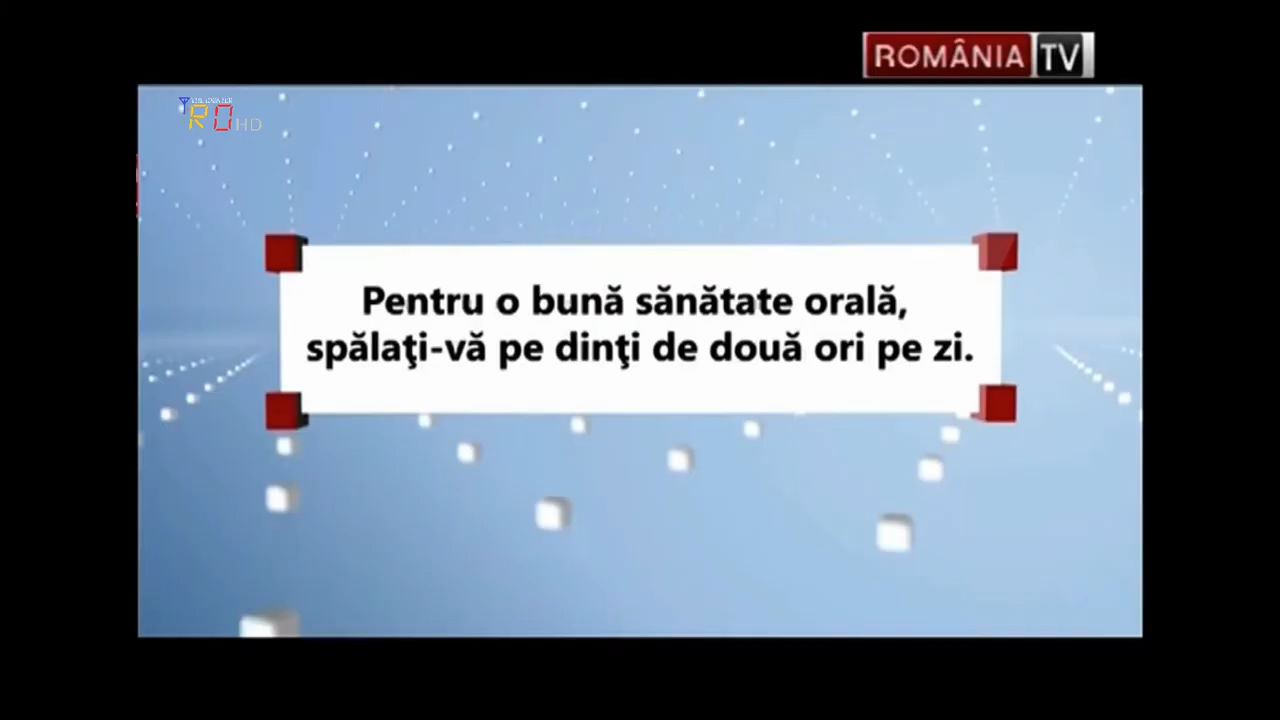 ROMÂNIA TV
RO HD
Pentru o bună sănătate orală,
spălaţi-vă pe dinţi de două ori pe zi.